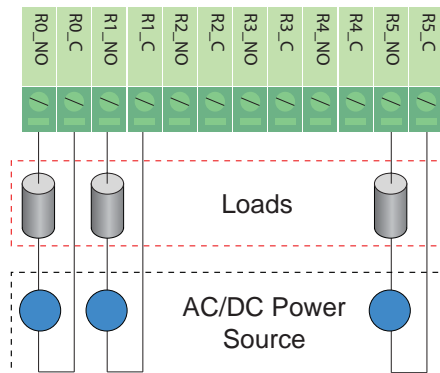 R0_NO
R0_C
R1_NO
R1_C
R2_NO
R2_C
R3_NO
R3_C
R4_NO
R4_C
R5_NO
R5_C
Loads
AC/DC Power
Source